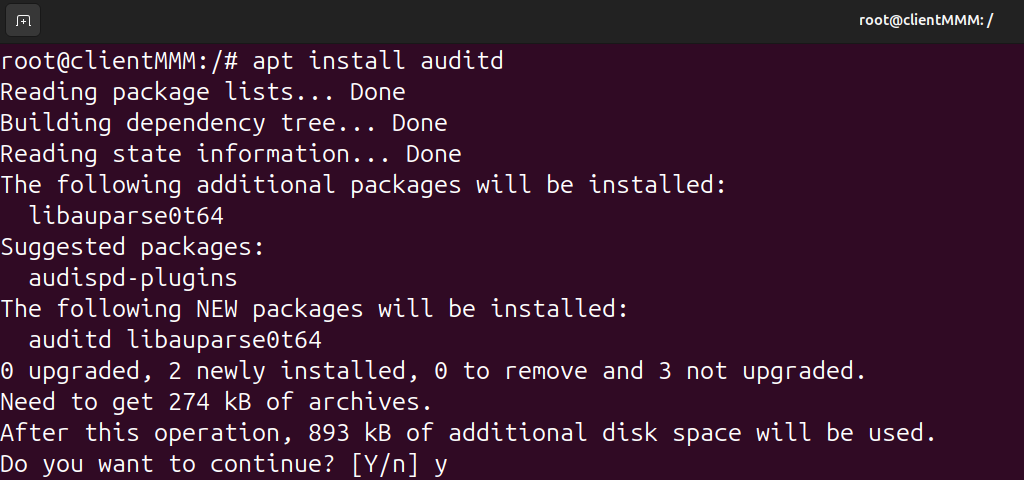 root@clientMMM: /
root@clientMMM:/# apt install auditd
Reading package lists... Done
Building dependency tree... Done
Reading state information... Done
The following additional packages will be installed:
  libauparse0t64
Suggested packages:
  audispd-plugins
The following NEW packages will be installed:
  auditd libauparse0t64
0 upgraded, 2 newly installed, 0 to remove and 3 not upgraded.
Need to get 274 kB of archives.
After this operation, 893 kB of additional disk space will be used.
Do you want to continue? [Y/n] y